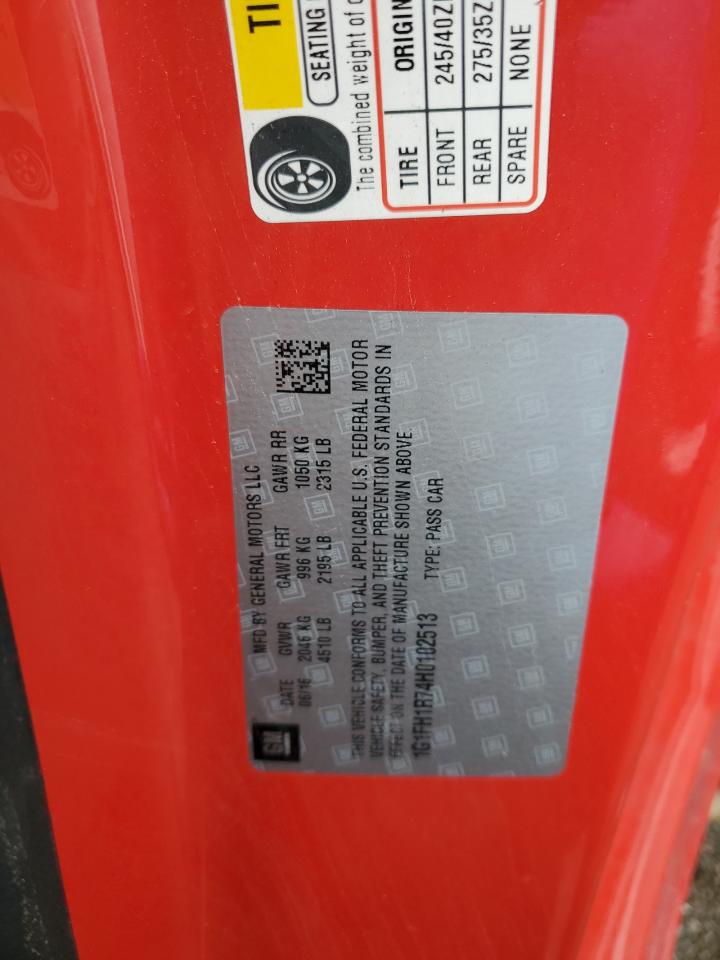 TI
SEATING
The combined weight of
TIRE ORIGIN
FRONT 245/40Z
REAR 275/35Z
SPARE NONE
GM
MFD BY GENERAL MOTORS LLC
DATE GVWR GAWR FRT GAWR RR
06/16 2046 KG 996 KG 1050 KG
4510 LB 2195 LB 2315 LB
THIS VEHICLE CONFORMS TO ALL APPLICABLE U.S. FEDERAL MOTOR
VEHICLE SAFETY, BUMPER, AND THEFT PREVENTION STANDARDS IN
EFFECT ON THE DATE OF MANUFACTURE SHOWN ABOVE.
1G1FH1R74H0102513 TYPE: PASS CAR